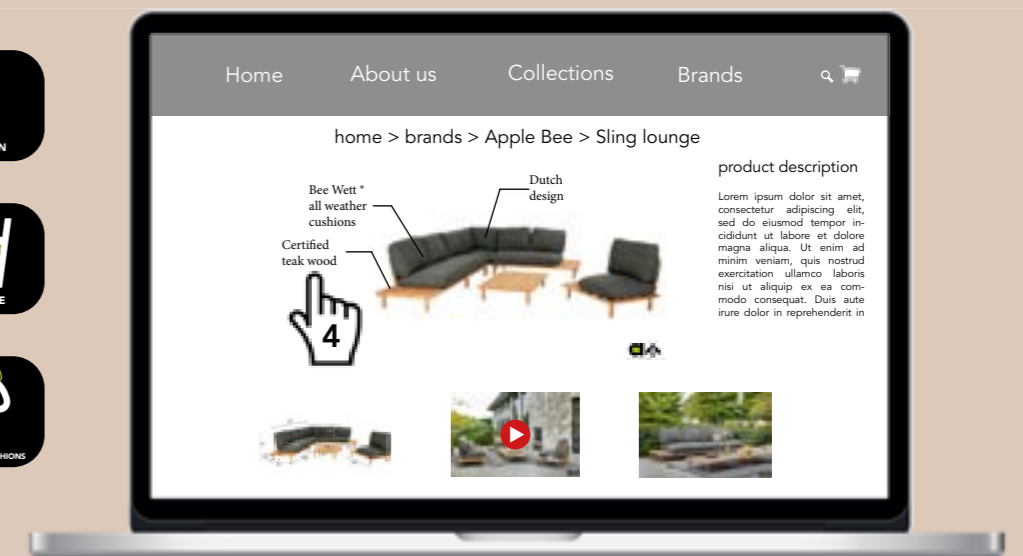 Home About us Collections Brands
home > brands > Apple Bee > Sling lounge
product description
Bee Wett *
all weather
cushions
Dutch
design
Certified
teak wood
4
Lorem ipsum dolor sit amet,
consectetur adipiscing elit,
sed do eiusmod tempor in-
cididunt ut labore et dolore
magna aliqua. Ut enim ad
minim veniam, quis nostrud
exercitation ullamco laboris
nisi ut aliquip ex ea com-
modo consequat. Duis aute
irure dolor in reprehenderit in
N
E
HIONS